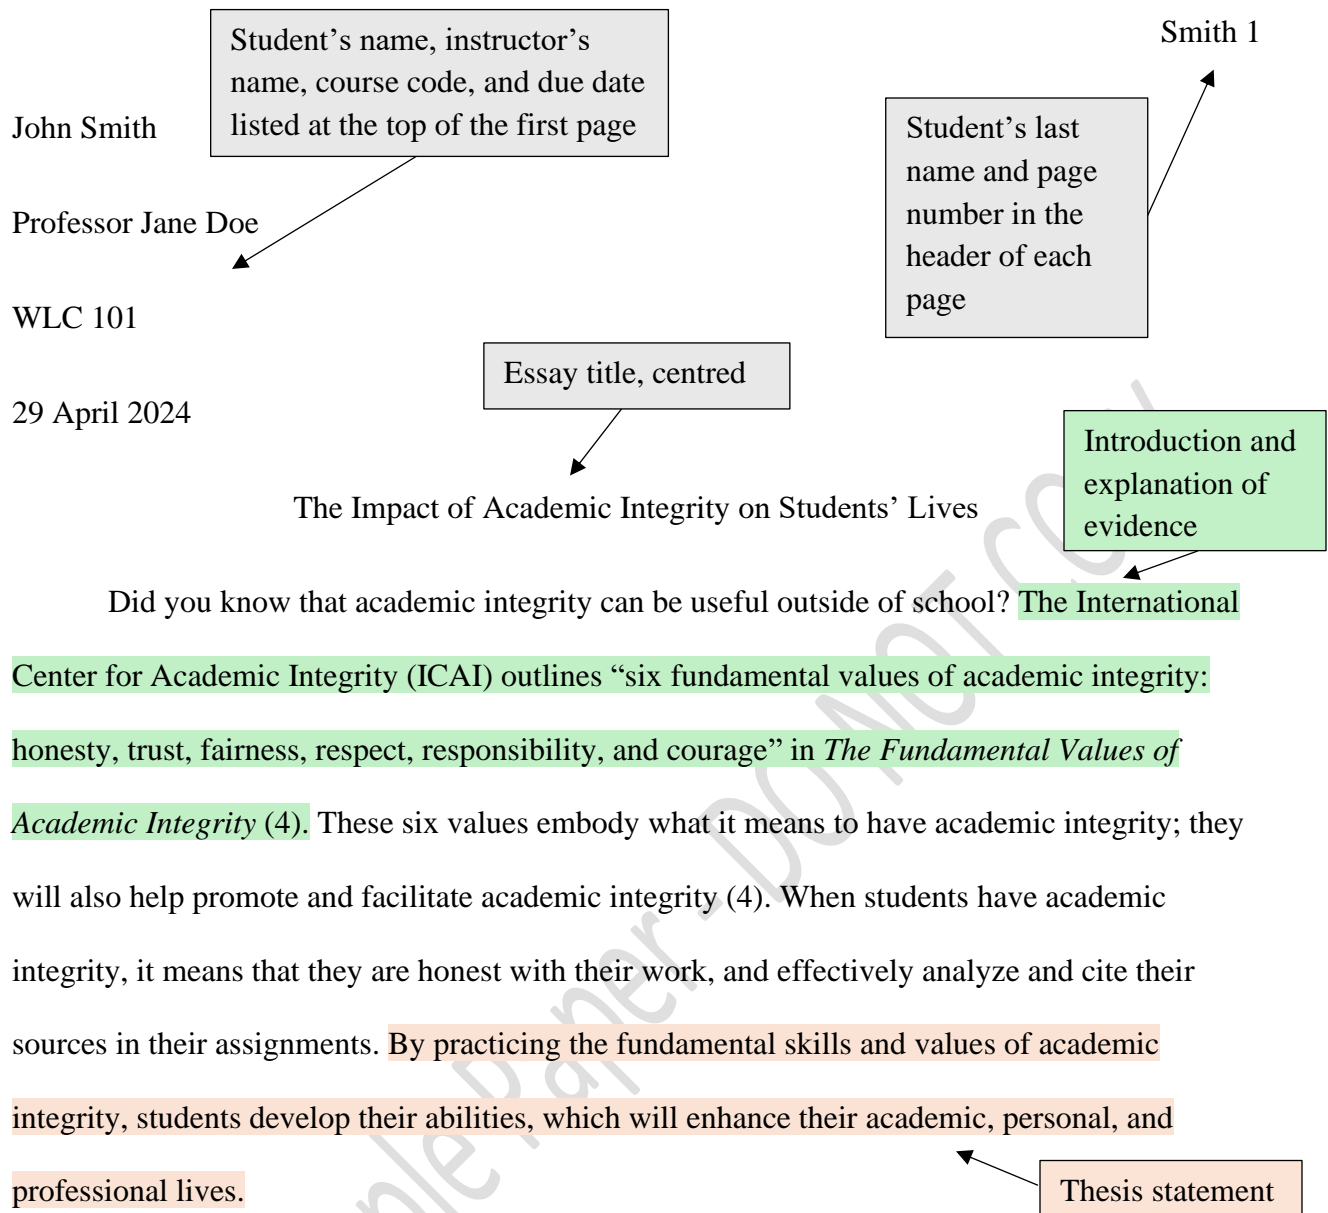 Smith 1
Student’s name, instructor’s
name, course code, and due date
listed at the top of the first page
Student’s last
name and page
number in the
header of each
page
John Smith
Professor Jane Doe
WLC 101
29 April 2024
Essay title, centred
Introduction and
explanation of
evidence
The Impact of Academic Integrity on Students’ Lives
Did you know that academic integrity can be useful outside of school? The International
Center for Academic Integrity (ICAI) outlines “six fundamental values of academic integrity:
honesty, trust, fairness, respect, responsibility, and courage” in The Fundamental Values of
Academic Integrity (4). These six values embody what it means to have academic integrity; they
will also help promote and facilitate academic integrity (4). When students have academic
integrity, it means that they are honest with their work, and effectively analyze and cite their
sources in their assignments. By practicing the fundamental skills and values of academic
integrity, students develop their abilities, which will enhance their academic, personal, and
professional lives.
Thesis statement
ple Paper - DO NOT COPY